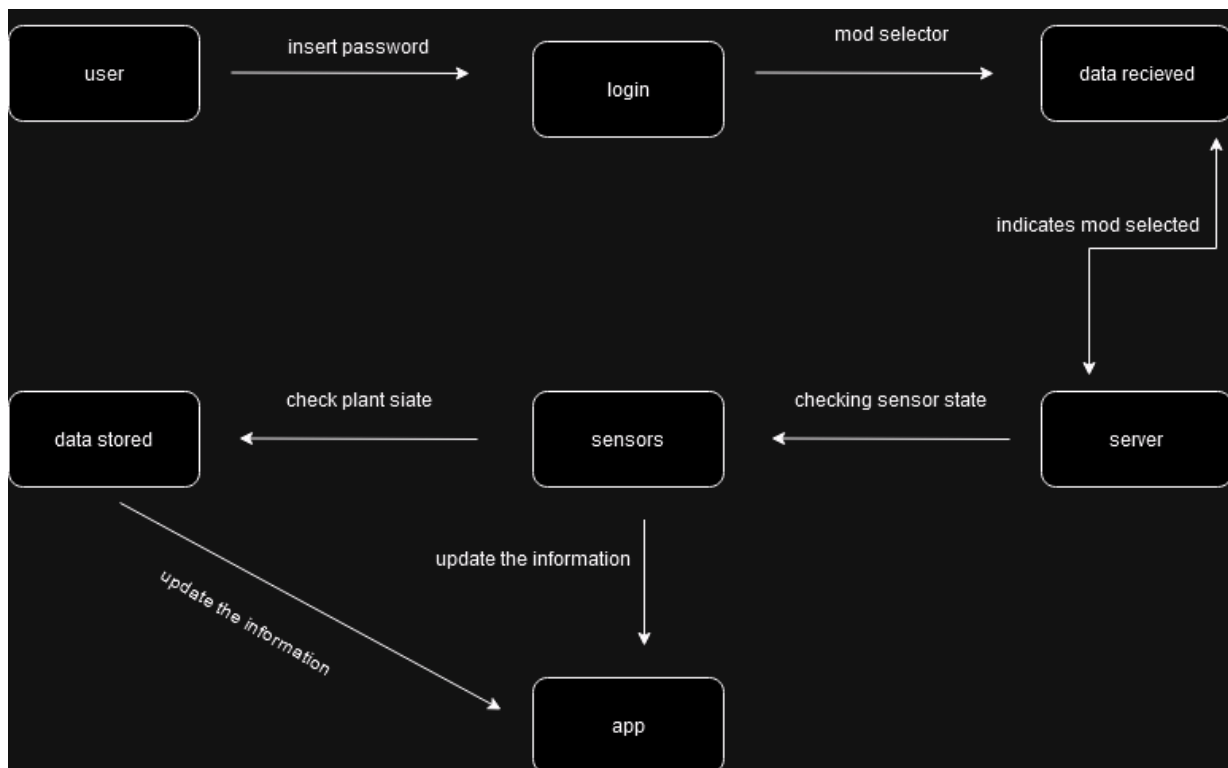 user
insert password
login
mod selector
data recieved
indicates mod selected
data stored
check plant siate
sensors
checking sensor state
server
update the information
update the information
app